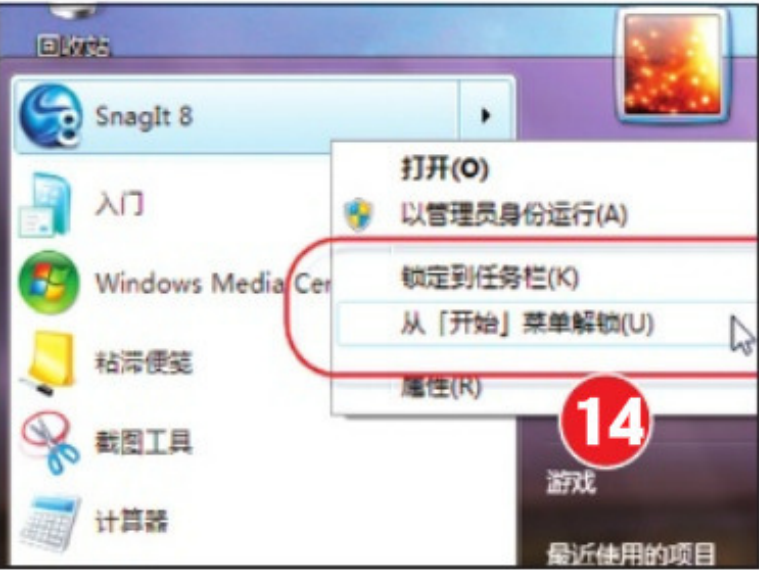 回收站
SnagIt 8
打开(O)
入门
以管理员身份运行(A)
Windows Media Cen
锁定到任务栏(K)
从「开始」菜单解锁(U)
粘滞便笺
属性(R)
14
截图工具
游戏
计算器
最近使用的项目